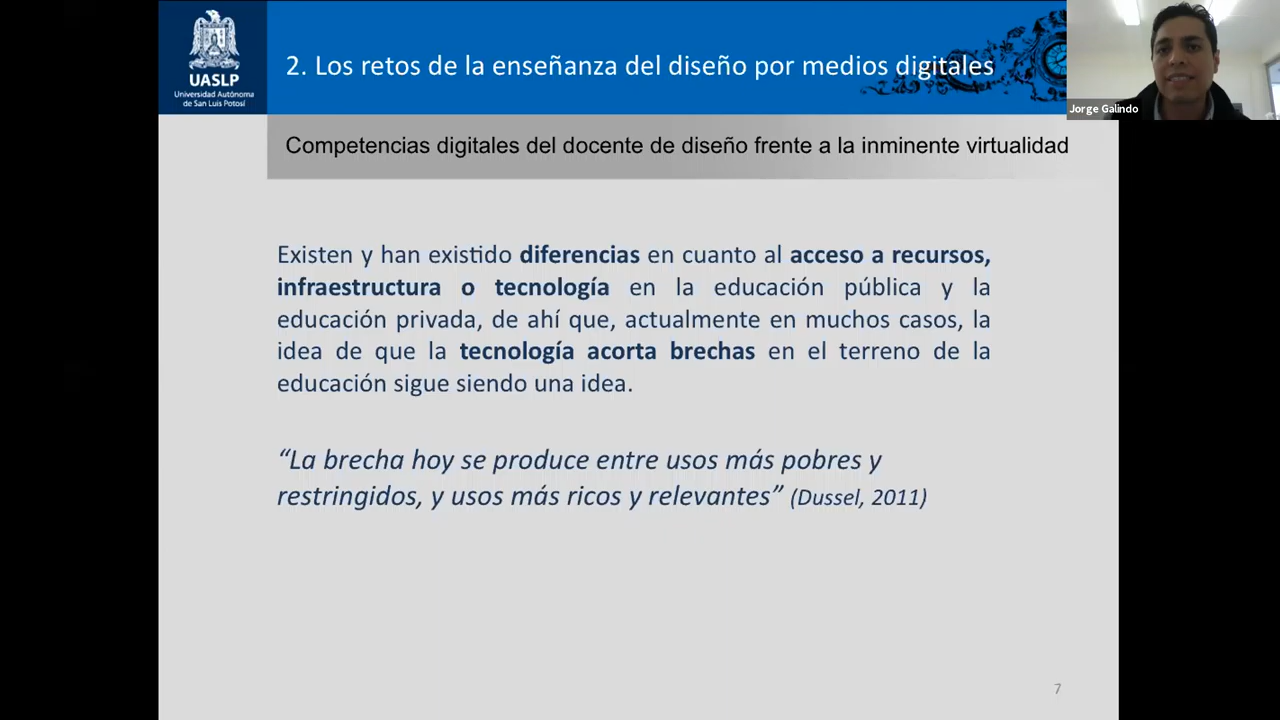 UASLP
Universidad Autónoma
de San Luis Potosí
2. Los retos de la enseñanza del diseño por medios digitales
Jorge Galindo
Competencias digitales del docente de diseño frente a la inminente virtualidad
Existen y han existido diferencias en cuanto al acceso a recursos,
infraestructura o tecnología en la educación pública y la
educación privada, de ahí que, actualmente en muchos casos, la
idea de que la tecnología acorta brechas en el terreno de la
educación sigue siendo una idea.
“La brecha hoy se produce entre usos más pobres y
restringidos, y usos más ricos y relevantes” (Dussel, 2011)
7